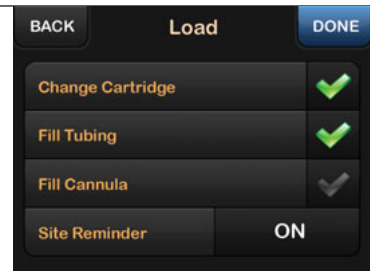 BACK Load DONE
Change Cartridge
Fill Tubing
Fill Cannula
Site Reminder ON